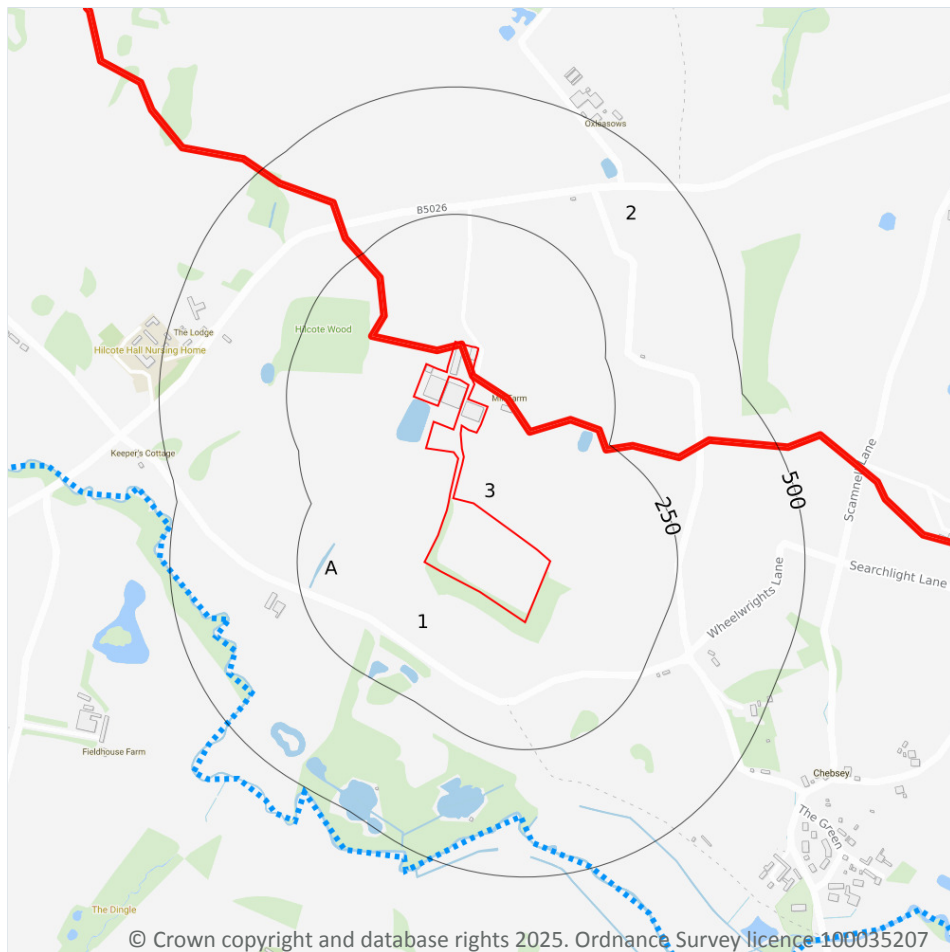 Oxleasows
B5026
2
The Lodge
Hilcote Hall Nursing Home
Hilcote Wood
Mill Farm
Keeper's Cottage
3
250
500
Scamnell Lane
Searchlight Lane
Wheelwrights Lane
A
1
Fieldhouse Farm
Chebsey
The Green
The Dingle
© Crown copyright and database rights 2025. Ordnance Survey licence 100035207